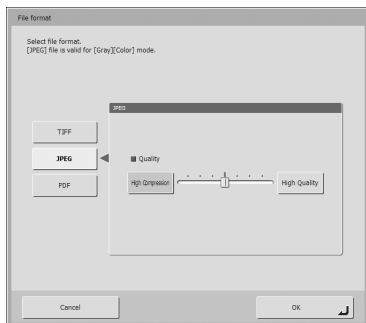 File format
Select file format.
[JPEG] file is valid for [Gray][Color] mode.
JPEG
TIFF
JPEG
PDF
Quality
High Compression
High Quality
Cancel
OK